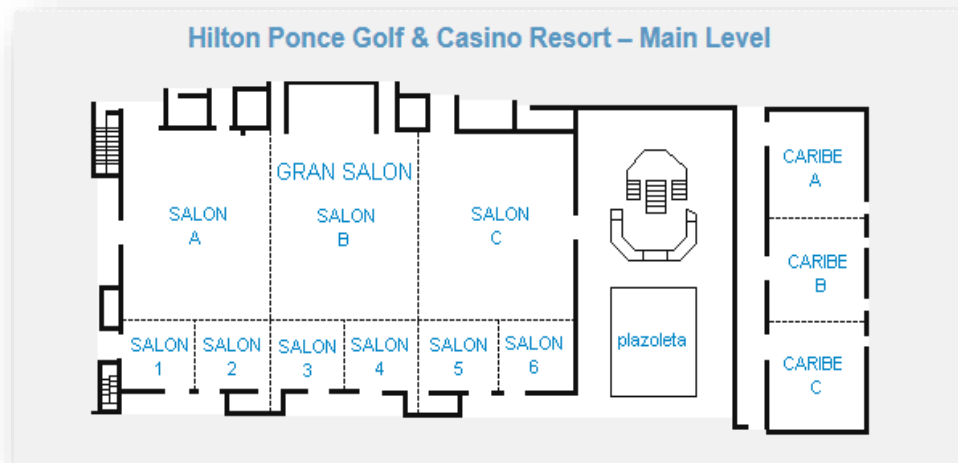 Hilton Ponce Golf & Casino Resort – Main Level
GRAN SALON
SALON
A
SALON
B
SALON
C
SALON
1
SALON
2
SALON
3
SALON
4
SALON
5
SALON
6
plazoleta
CARIBE
A
CARIBE
B
CARIBE
C